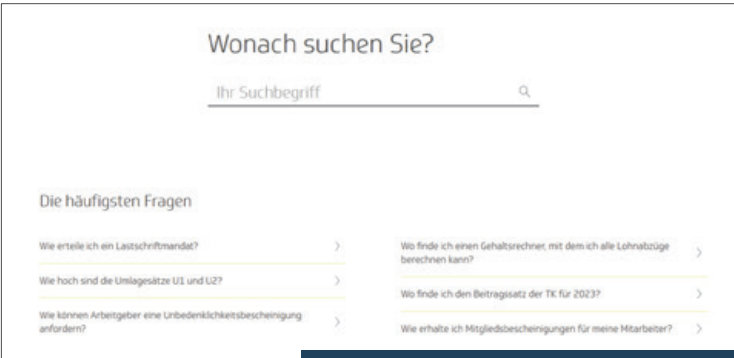 Wonach suchen Sie?
Ihr Suchbegriff
Die häufigsten Fragen
Wie erteile ich ein Lastschriftmandat?
Wie hoch sind die Umlagesätze U1 und U2?
Wie können Arbeitgeber eine Unbedenklichkeitsbescheinigung
anfordern?
Wo finde ich einen Gehaltsrechner, mit dem ich alle Lohnabzüge
berechnen kann?
Wo finde ich den Beitragssatz der TK für 2023?
Wie erhalte ich Mitgliedsbescheinigungen für meine Mitarbeiter?